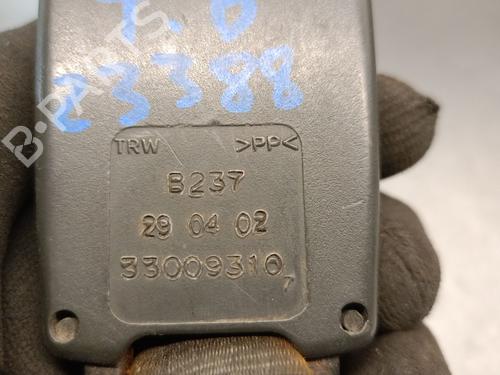 T.D
23388
B-PARTS
TRW >PP<
B237
29 04 02
33009310
7